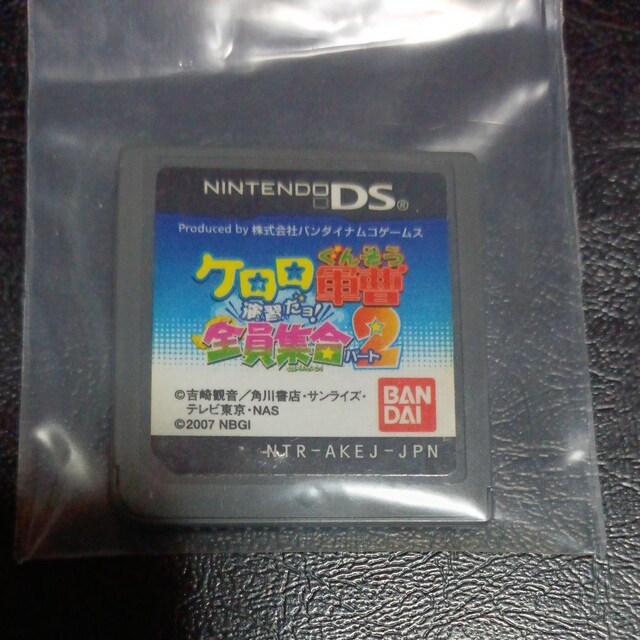 NINTENDO DS®
Produced by 株式会社バンダイナムコゲームス
ぐんそう
ケロロ軍曹
演習だヨ!
全員集合パート2
©吉崎観音／角川書店・サンライズ・
テレビ東京・NAS
©2007 NBGI
BAN
DAI
NTR-AKEJ-JPN